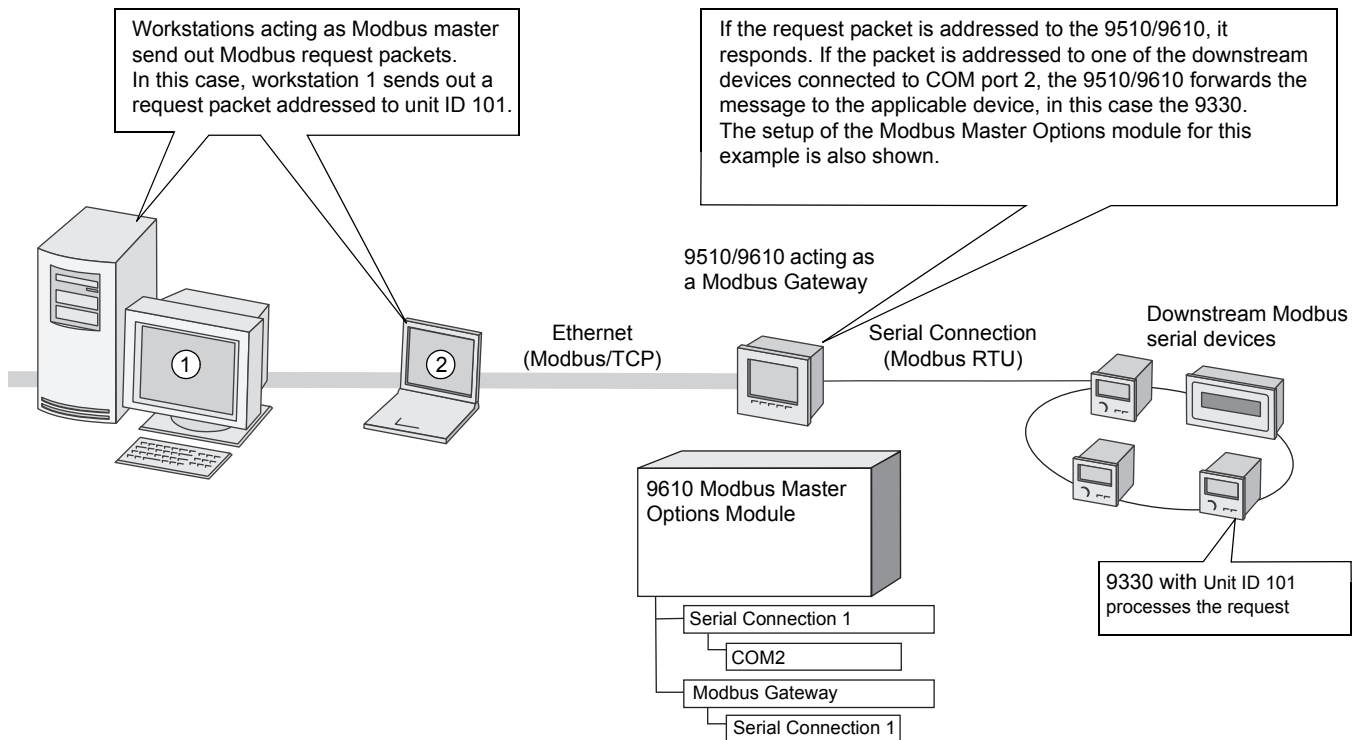 Workstations acting as Modbus master
send out Modbus request packets.
In this case, workstation 1 sends out a
request packet addressed to unit ID 101.
If the request packet is addressed to the 9510/9610, it
responds. If the packet is addressed to one of the downstream
devices connected to COM port 2, the 9510/9610 forwards the
message to the applicable device, in this case the 9330.
The setup of the Modbus Master Options module for this
example is also shown.
9510/9610 acting as
a Modbus Gateway
1
2
Ethernet
(Modbus/TCP)
Serial Connection
(Modbus RTU)
Downstream Modbus
serial devices
9610 Modbus Master
Options Module
Serial Connection 1
COM2
Modbus Gateway
Serial Connection 1
9330 with Unit ID 101
processes the request